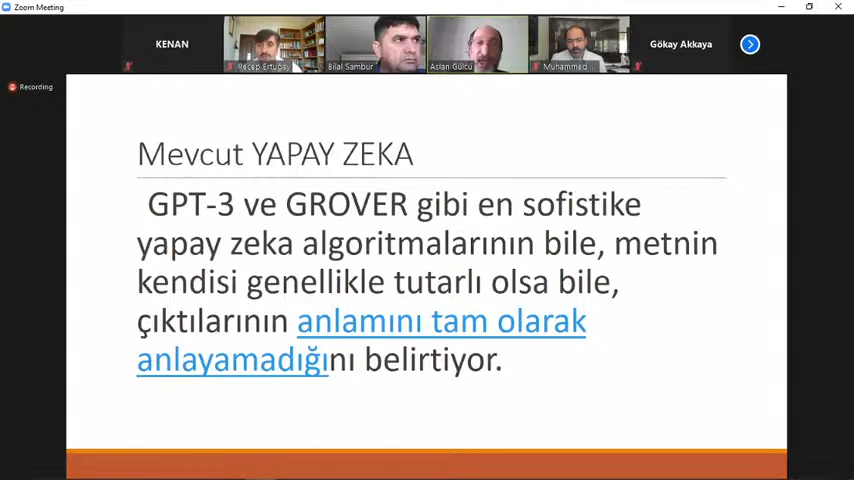 Zoom Meeting
KENAN
Recep Ertugay
Bilal Sambur
Aslan Gülcü
Muhammed ...
Gökay Akkaya
Recording
Mevcut YAPAY ZEKA
GPT-3 ve GROVER gibi en sofistike
yapay zeka algoritmalarının bile, metnin
kendisi genellikle tutarlı olsa bile,
çıktılarının anlamını tam olarak
anlayamadığını belirtiyor.